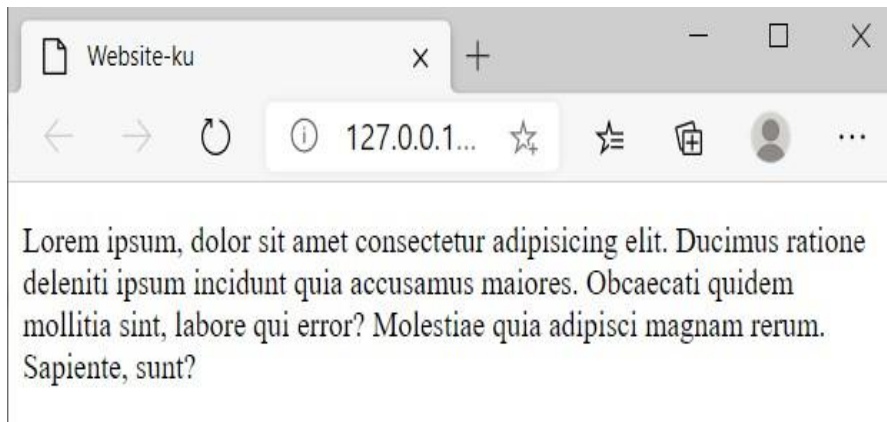 Website-ku
127.0.0.1...
Lorem ipsum, dolor sit amet consectetur adipisicing elit. Ducimus ratione
deleniti ipsum incidunt quia accusamus maiores. Obcaecati quidem
mollitia sint, labore qui error? Molestiae quia adipisci magnam rerum.
Sapiente, sunt?